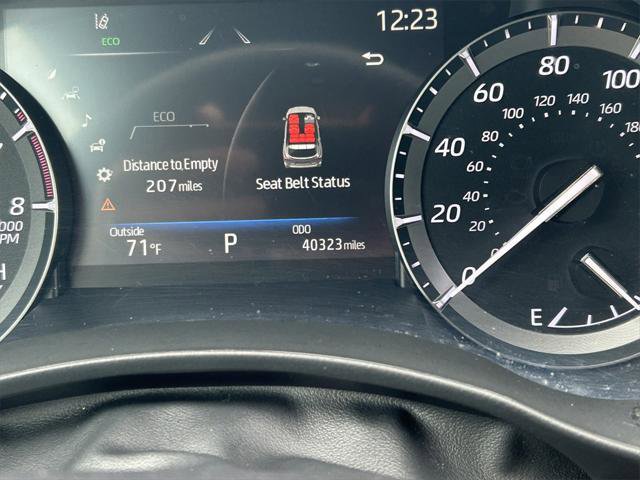 12:23
ECO
ECO
Distance to Empty
207 miles
Seat Belt Status
Outside
71°F
P
ODO
40323 miles
8
0
20
40
60
80
100
20
40
60
80
100
120
140
160
180
E